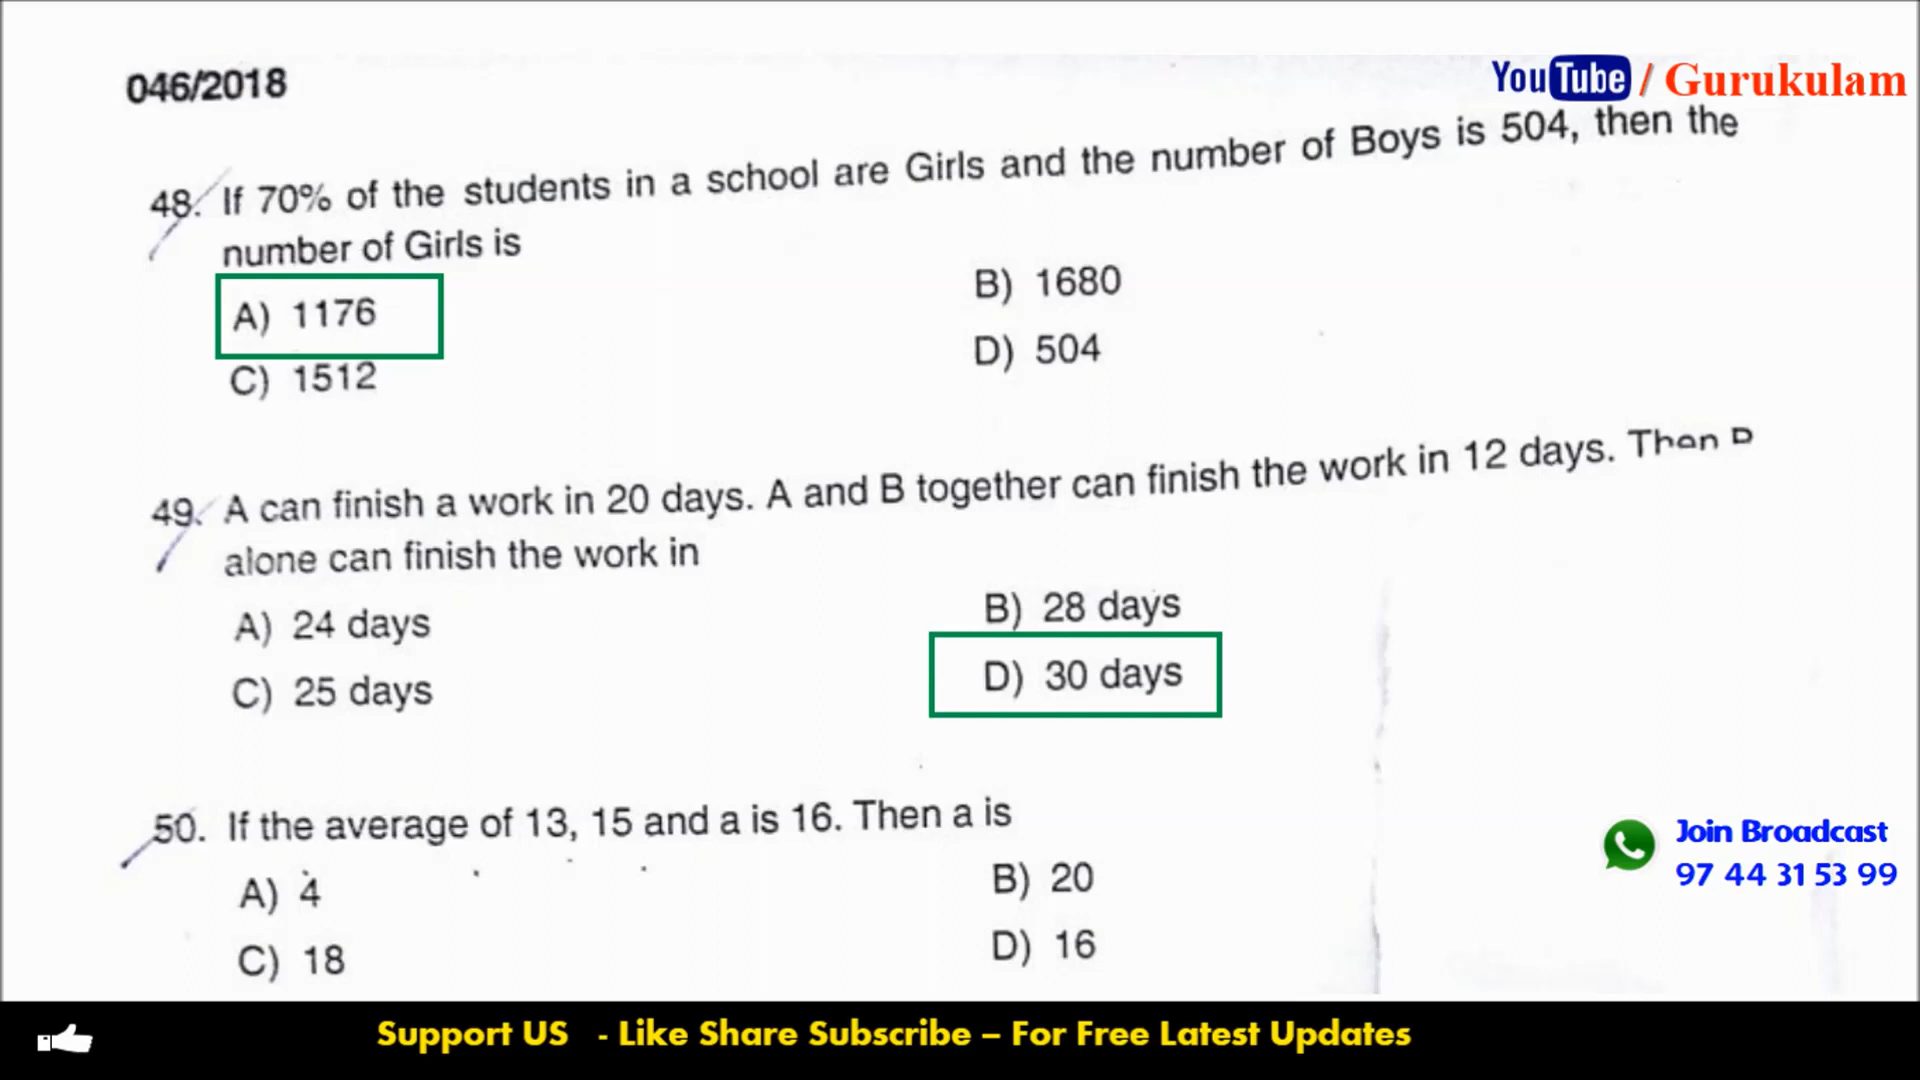 046/2018
YouTube / Gurukulam
48. If 70% of the students in a school are Girls and the number of Boys is 504, then the
number of Girls is
A) 1176
B) 1680
C) 1512
D) 504
49. A can finish a work in 20 days. A and B together can finish the work in 12 days. Then B
alone can finish the work in
A) 24 days
B) 28 days
C) 25 days
D) 30 days
50. If the average of 13, 15 and a is 16. Then a is
A) 4
B) 20
C) 18
D) 16
Join Broadcast
97 44 31 53 99
Support US - Like Share Subscribe – For Free Latest Updates